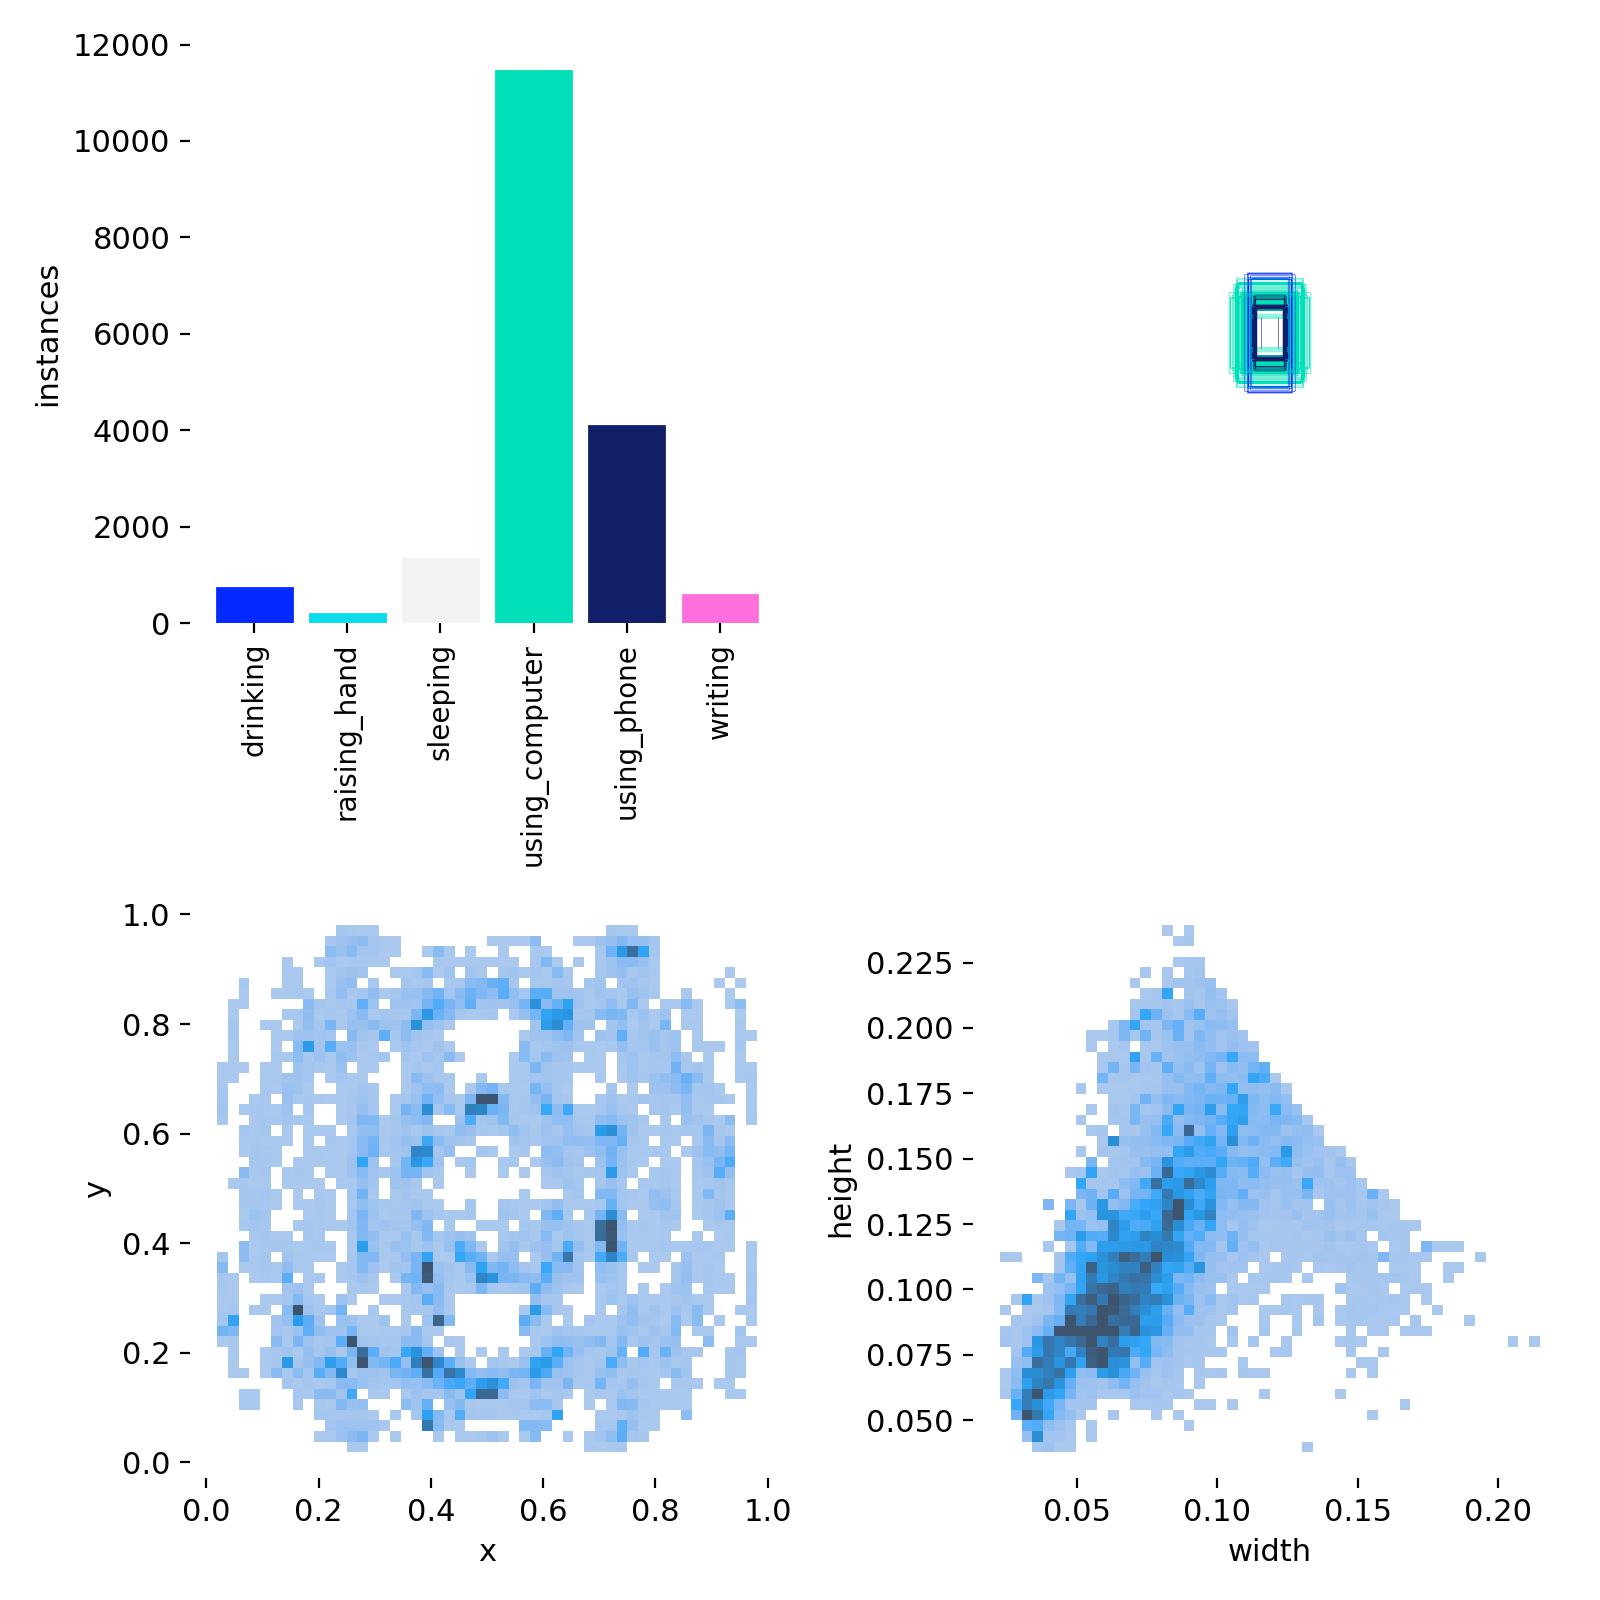 12000
10000
8000
6000
4000
2000
0
instances
drinking
raising_hand
sleeping
using_computer
using_phone
writing
1.0
0.8
0.6
0.4
0.2
0.0
y
0.0 0.2 0.4 0.6 0.8 1.0
x
0.225
0.200
0.175
0.150
0.125
0.100
0.075
0.050
height
0.05 0.10 0.15 0.20
width